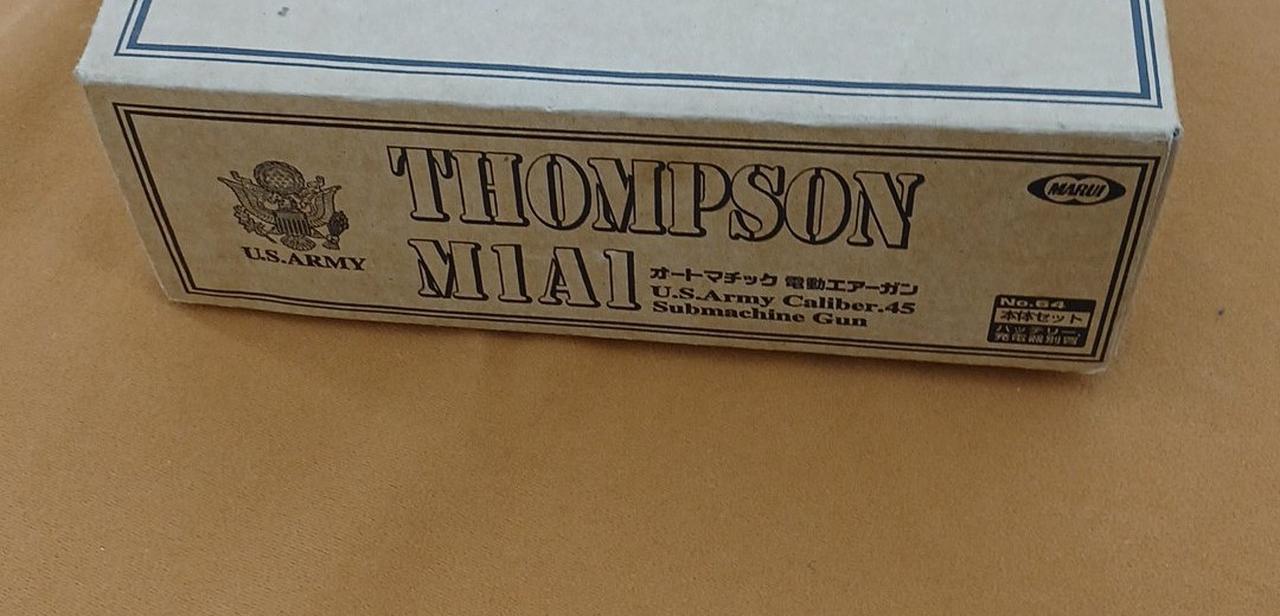 THOMPSON
M1A1
U.S.ARMY
オートマチック 電動エアーガン
U.S.Army Caliber.45
Submachine Gun
MARUI
No.64
本体セット
バッテリー、
充電器別売